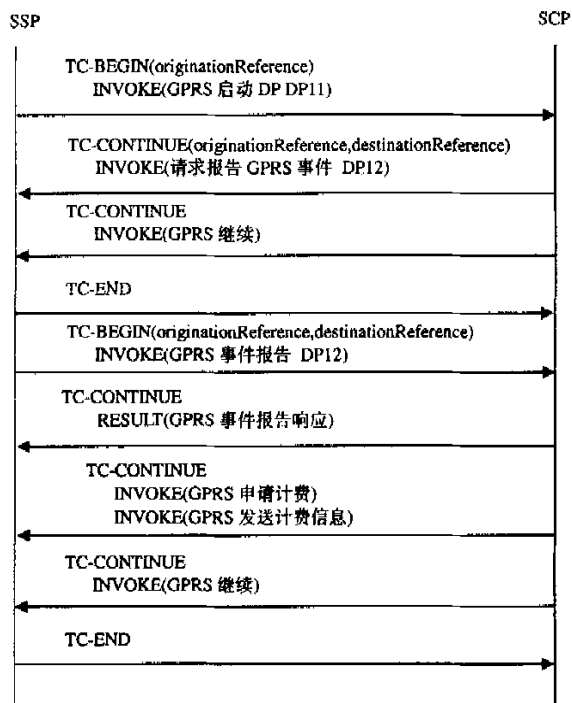 SSP
SCP
TC-BEGIN(originationReference)
INVOKE(GPRS 启动 DP DP11)
TC-CONTINUE(originationReference,destinationReference)
INVOKE(请求报告 GPRS 事件 DP12)
TC-CONTINUE
INVOKE(GPRS 继续)
TC-END
TC-BEGIN(originationReference,destinationReference)
INVOKE(GPRS 事件报告 DP12)
TC-CONTINUE
RESULT(GPRS 事件报告响应)
TC-CONTINUE
INVOKE(GPRS 申请计费)
INVOKE(GPRS 发送计费信息)
TC-CONTINUE
INVOKE(GPRS 继续)
TC-END